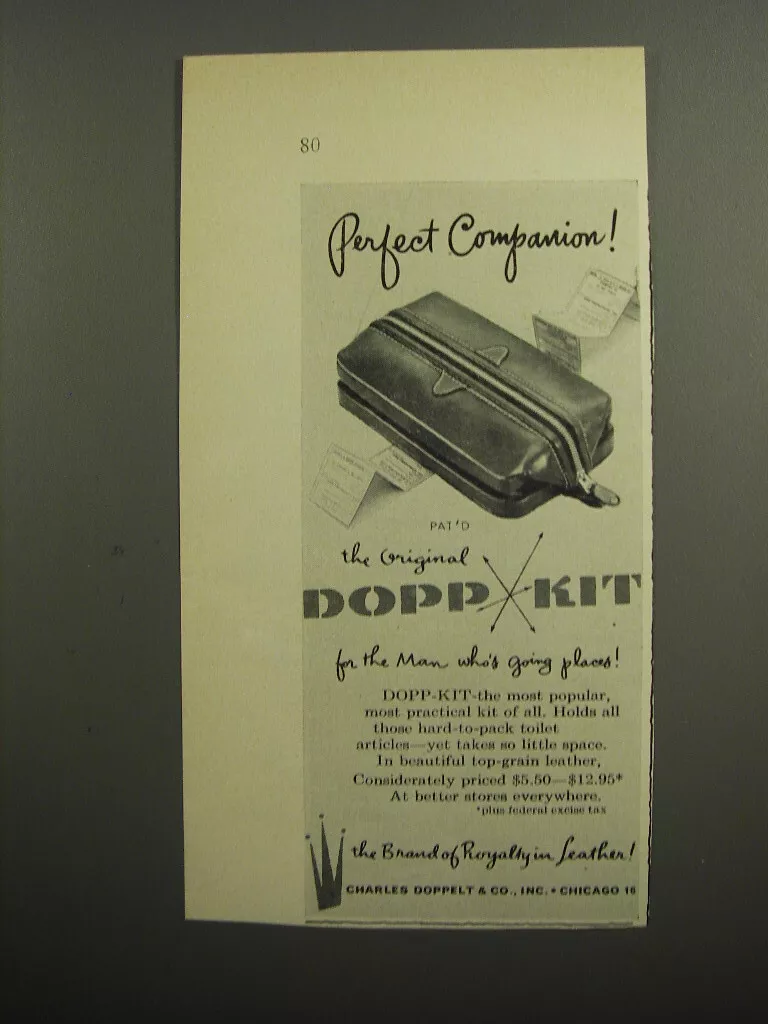 80
Perfect Companion!
PAT'D
the Original
DOPP KIT
for the Man who's going places!
DOPP-KIT-the most popular,
most practical kit of all. Holds all
those hard-to-pack toilet
articles—yet takes so little space.
In beautiful top-grain leather,
Considerately priced $5.50—$12.95*
At better stores everywhere.
*plus federal excise tax
the Brand of Royalty in Leather!
CHARLES DOPPELT & CO., INC. • CHICAGO 16